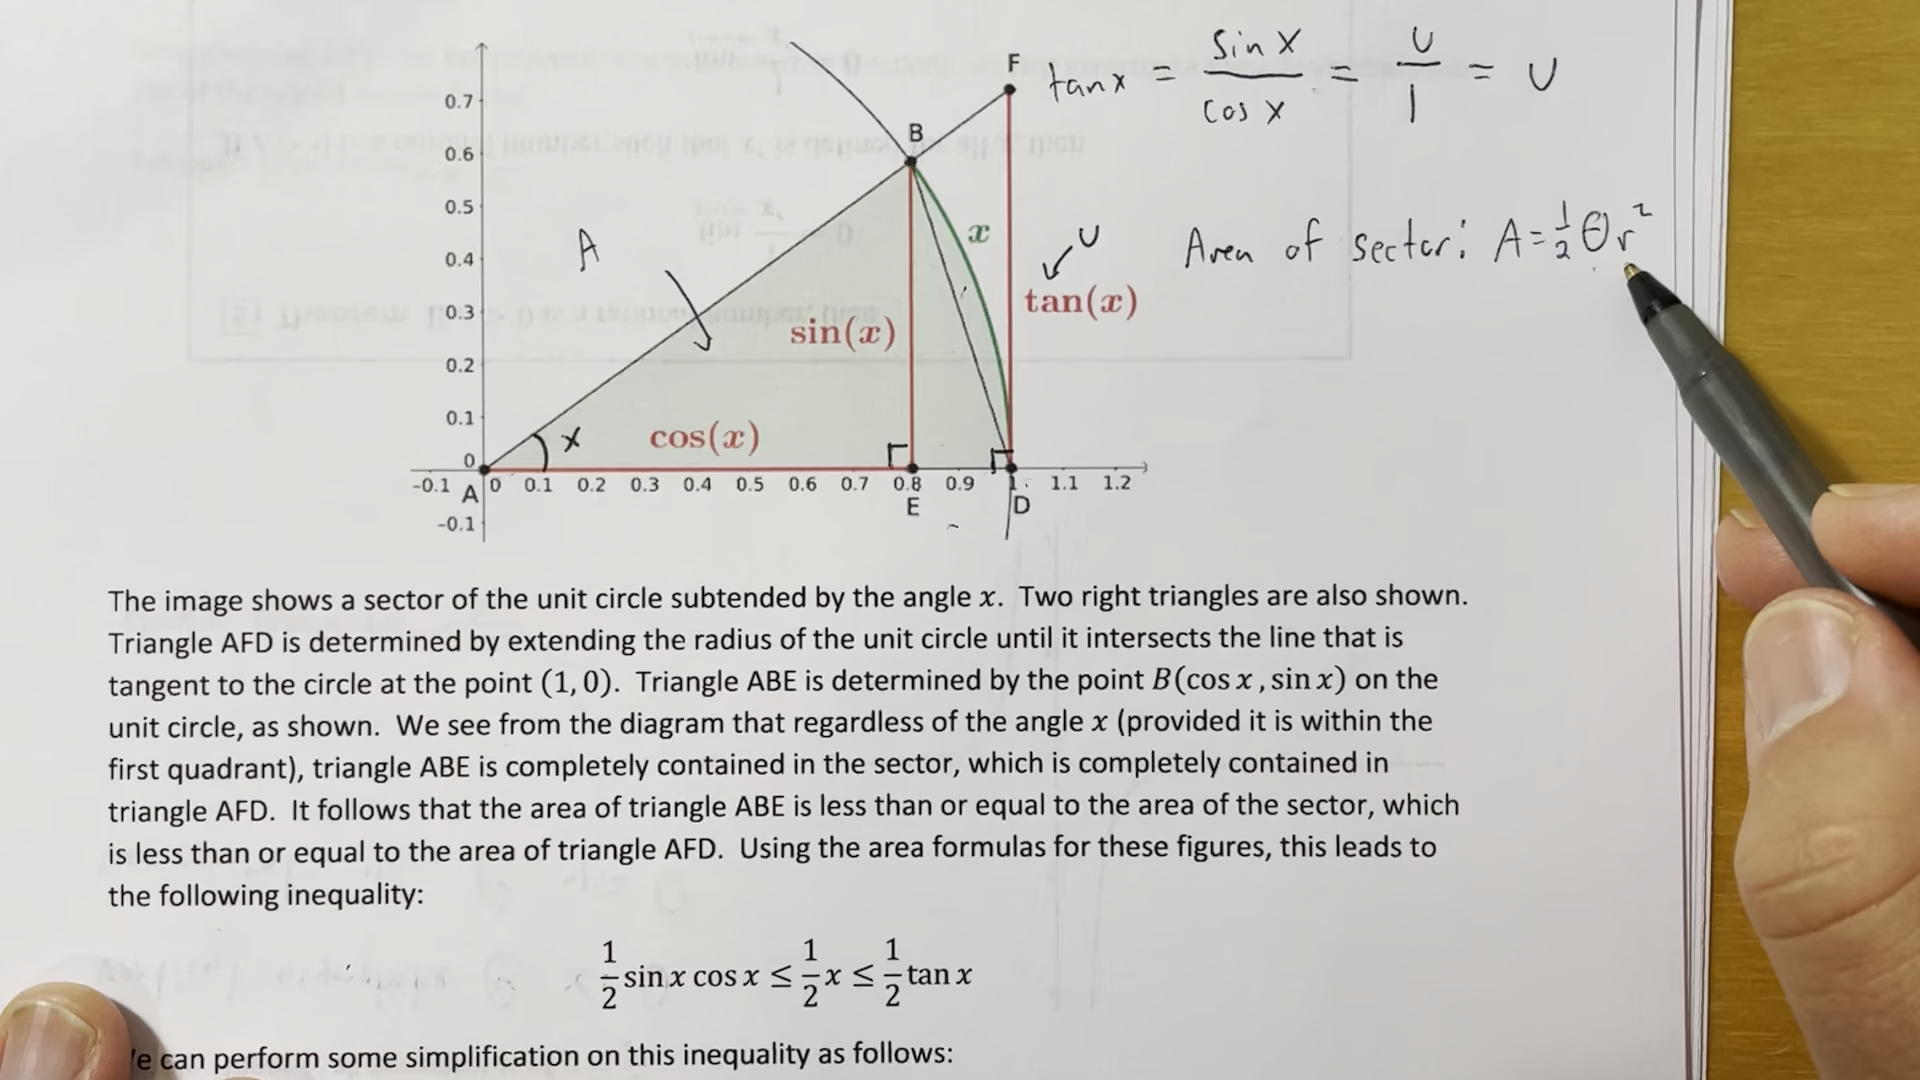 F
tan x = sin x / cos x = U / 1 = U
0.7
B
0.6
0.5
x
U
Area of sector: A = 1/2 θ r²
A
0.4
tan(x)
0.3
sin(x)
0.2
0.1
x
cos(x)
0
-0.1 A 0 0.1 0.2 0.3 0.4 0.5 0.6 0.7 0.8 0.9 1 1.1 1.2
E D
-0.1
The image shows a sector of the unit circle subtended by the angle x. Two right triangles are also shown.
Triangle AFD is determined by extending the radius of the unit circle until it intersects the line that is
tangent to the circle at the point (1, 0). Triangle ABE is determined by the point B(cos x , sin x) on the
unit circle, as shown. We see from the diagram that regardless of the angle x (provided it is within the
first quadrant), triangle ABE is completely contained in the sector, which is completely contained in
triangle AFD. It follows that the area of triangle ABE is less than or equal to the area of the sector, which
is less than or equal to the area of triangle AFD. Using the area formulas for these figures, this leads to
the following inequality:
1/2 sin x cos x ≤ 1/2 x ≤ 1/2 tan x
e can perform some simplification on this inequality as follows: